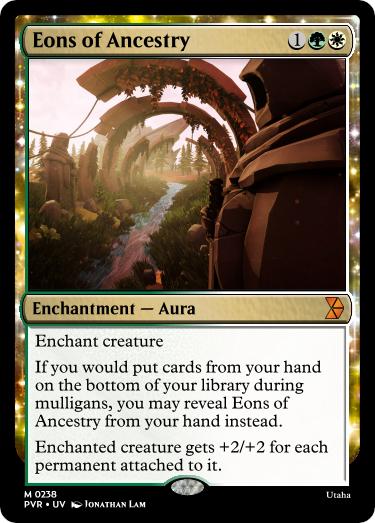 Eons of Ancestry 1
Enchantment — Aura
Enchant creature
If you would put cards from your hand
on the bottom of your library during
mulligans, you may reveal Eons of
Ancestry from your hand instead.
Enchanted creature gets +2/+2 for each
permanent attached to it.
M 0238
Utaha
PVR • UV Jonathan Lam